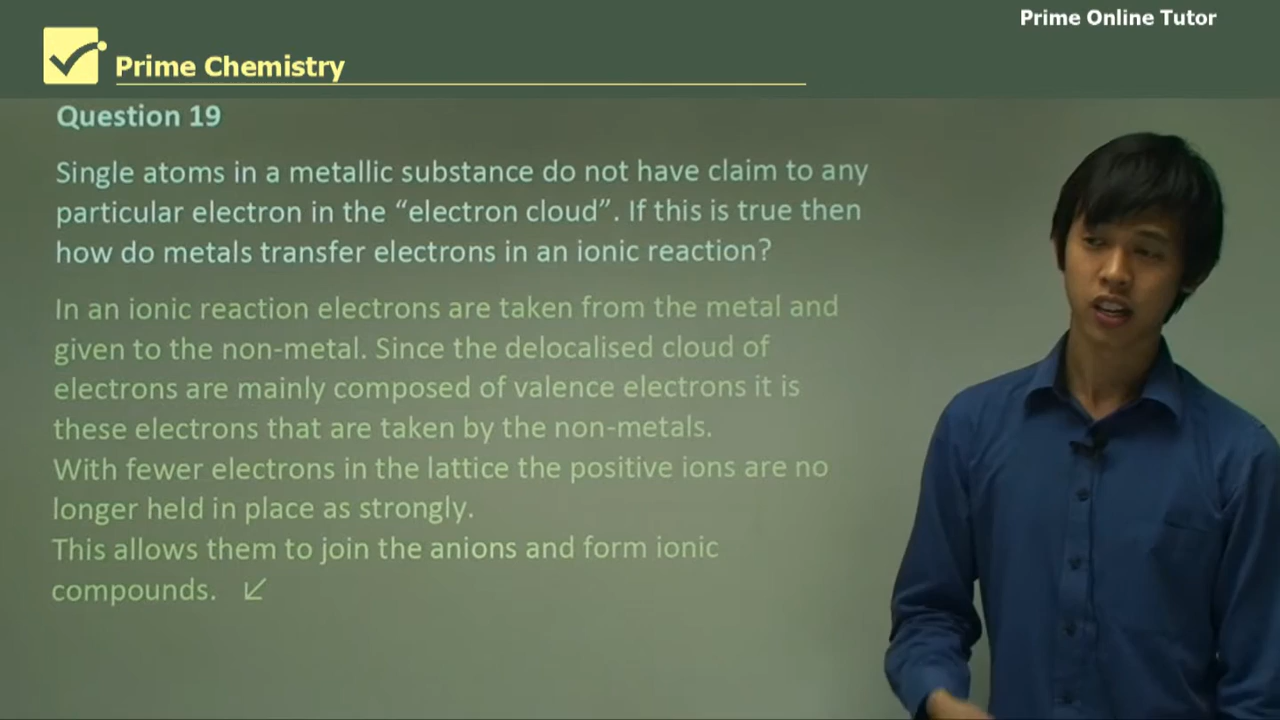 Prime Online Tutor
Prime Chemistry
Question 19
Single atoms in a metallic substance do not have claim to any
particular electron in the “electron cloud”. If this is true then
how do metals transfer electrons in an ionic reaction?
In an ionic reaction electrons are taken from the metal and
given to the non-metal. Since the delocalised cloud of
electrons are mainly composed of valence electrons it is
these electrons that are taken by the non-metals.
With fewer electrons in the lattice the positive ions are no
longer held in place as strongly.
This allows them to join the anions and form ionic
compounds.